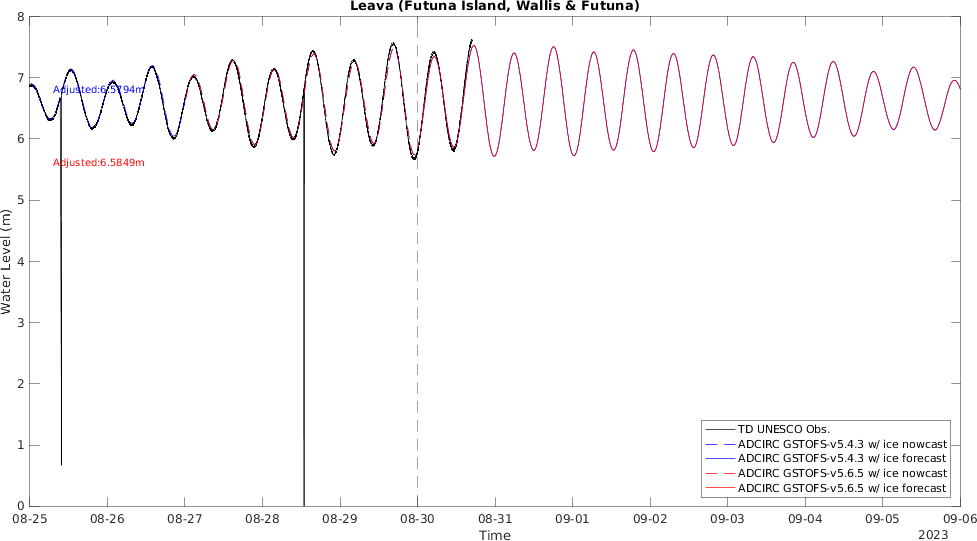 Leava (Futuna Island, Wallis & Futuna)
8
7
6
5
4
3
2
1
0
Water Level (m)
Adjusted:6.5794m
Adjusted:6.5849m
TD UNESCO Obs.
ADCIRC GSTOFS-v5.4.3 w/ ice nowcast
ADCIRC GSTOFS-v5.4.3 w/ ice forecast
ADCIRC GSTOFS-v5.6.5 w/ ice nowcast
ADCIRC GSTOFS-v5.6.5 w/ ice forecast
08-25 08-26 08-27 08-28 08-29 08-30 08-31 09-01 09-02 09-03 09-04 09-05 09-06
Time
2023